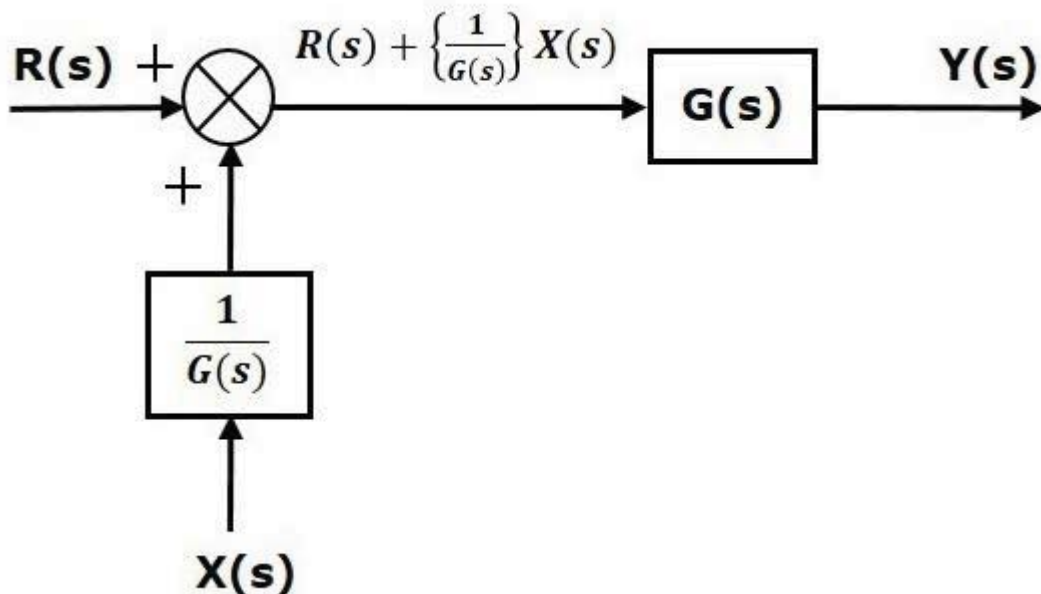 R(s) +
R(s) + {1/G(s)} X(s)
G(s)
Y(s)
+
1/G(s)
X(s)